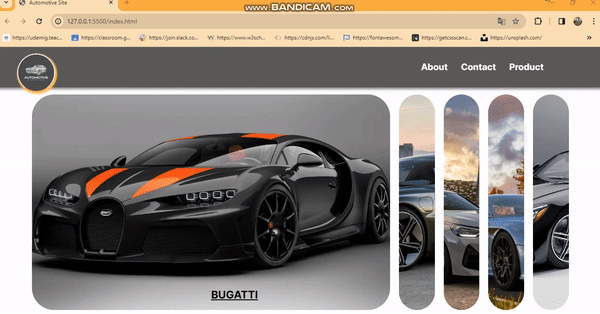 Automotive Site
WWW.BANDICAM.COM
127.0.0.1:5500/index.html
https://udemig.teac...
https://classroom.g...
https://join.slack.co...
https://www.w3sch...
https://cdnjs.com/li...
https://fontawesom...
https://getcssscan.c...
https://unsplash.com/
AUTOMOTIVE
About Contact Product
BUGATTI